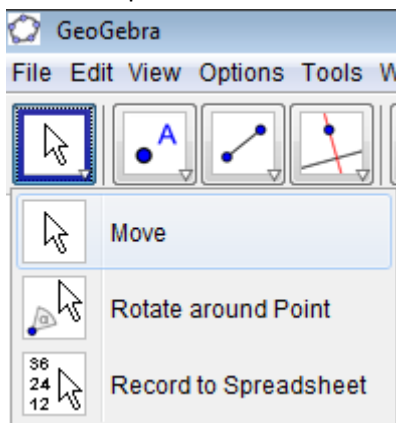 GeoGebra
File Edit View Options Tools
A
Move
α Rotate around Point
36
24
12
Record to Spreadsheet